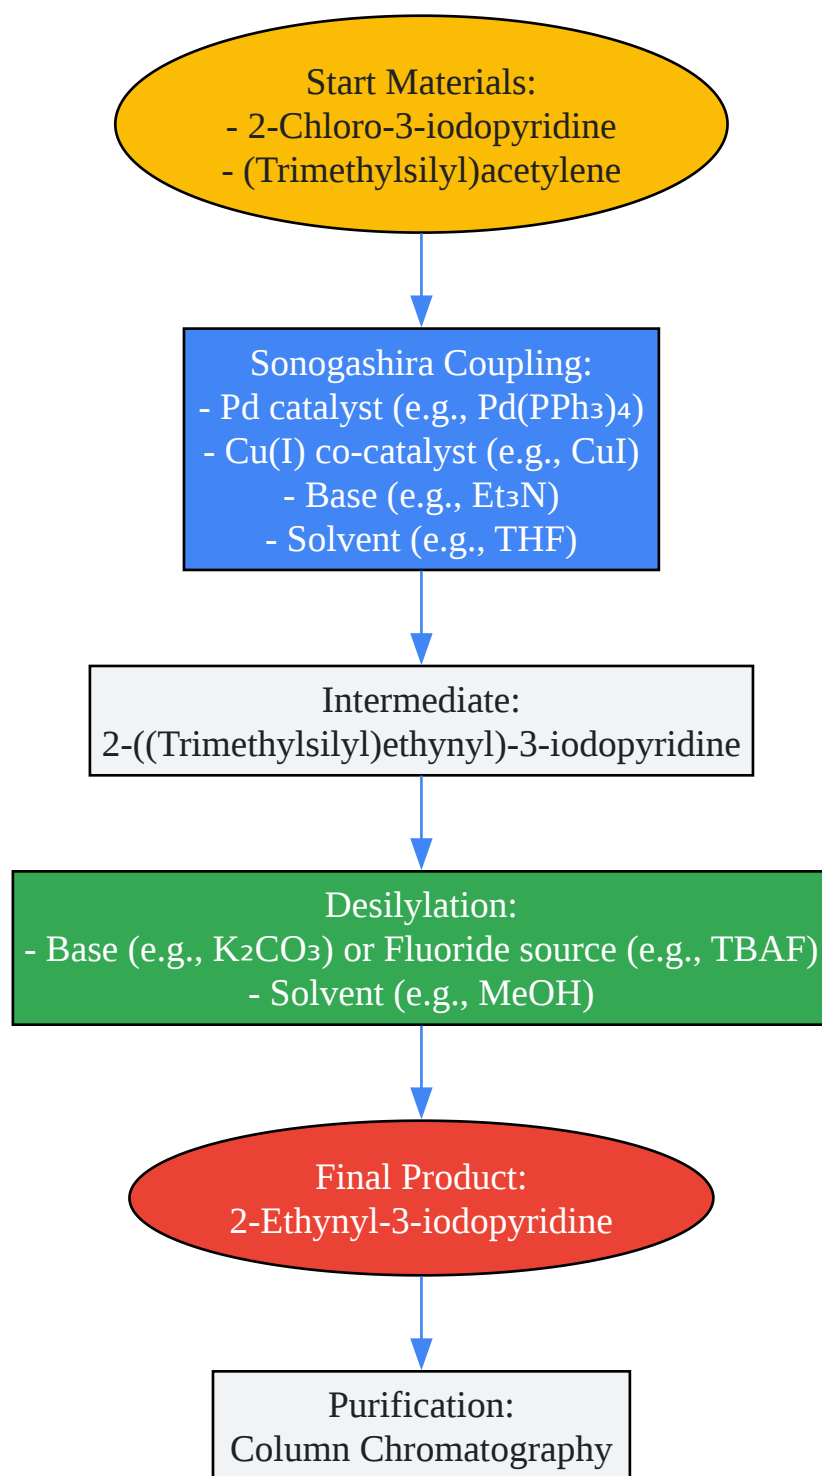 Start Materials:
- 2-Chloro-3-iodopyridine
- (Trimethylsilyl)acetylene
Sonogashira Coupling:
- Pd catalyst (e.g., Pd(PPh₃)₄)
- Cu(I) co-catalyst (e.g., CuI)
- Base (e.g., Et₃N)
- Solvent (e.g., THF)
Intermediate:
2-((Trimethylsilyl)ethynyl)-3-iodopyridine
Desilylation:
- Base (e.g., K₂CO₃) or Fluoride source (e.g., TBAF)
- Solvent (e.g., MeOH)
Final Product:
2-Ethynyl-3-iodopyridine
Purification:
Column Chromatography